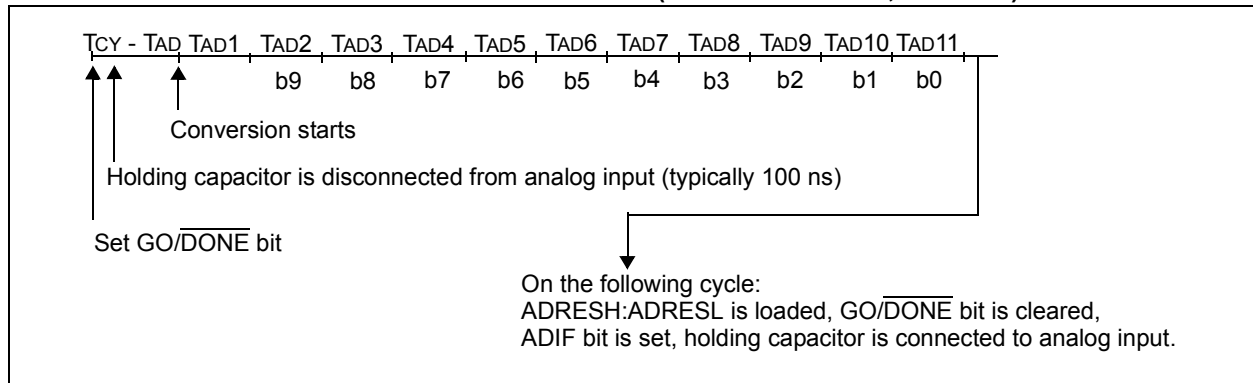 TCY - TAD TAD1 TAD2 TAD3 TAD4 TAD5 TAD6 TAD7 TAD8 TAD9 TAD10 TAD11
b9 b8 b7 b6 b5 b4 b3 b2 b1 b0
Conversion starts
Holding capacitor is disconnected from analog input (typically 100 ns)
Set GO/DONE bit
On the following cycle:
ADRESH:ADRESL is loaded, GO/DONE bit is cleared,
ADIF bit is set, holding capacitor is connected to analog input.